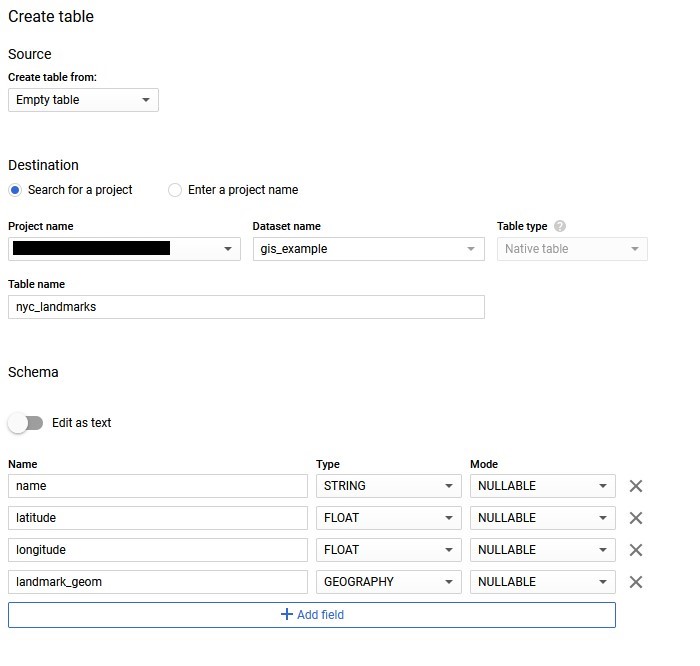 Create table
Source
Create table from:
Empty table
Destination
Search for a project
Enter a project name
Project name
Dataset name
Table type ?
gis_example
Native table
Table name
nyc_landmarks
Schema
Edit as text
Name Type Mode
name STRING NULLABLE
latitude FLOAT NULLABLE
longitude FLOAT NULLABLE
landmark_geom GEOGRAPHY NULLABLE
+ Add field